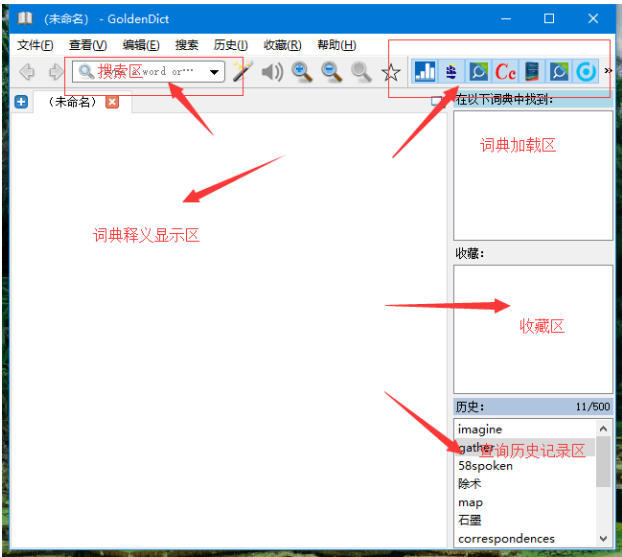 （未命名） - GoldenDict
文件(F) 查看(V) 编辑(E) 搜索 历史(I) 收藏(R) 帮助(H)
搜索区 word or···
Cc
»
（未命名）
在以下词典中找到：
词典加载区
词典释义显示区
收藏：
收藏区
历史： 11/500
imagine
gather
查询历史记录区
58spoken
除术
map
石墨
correspondences